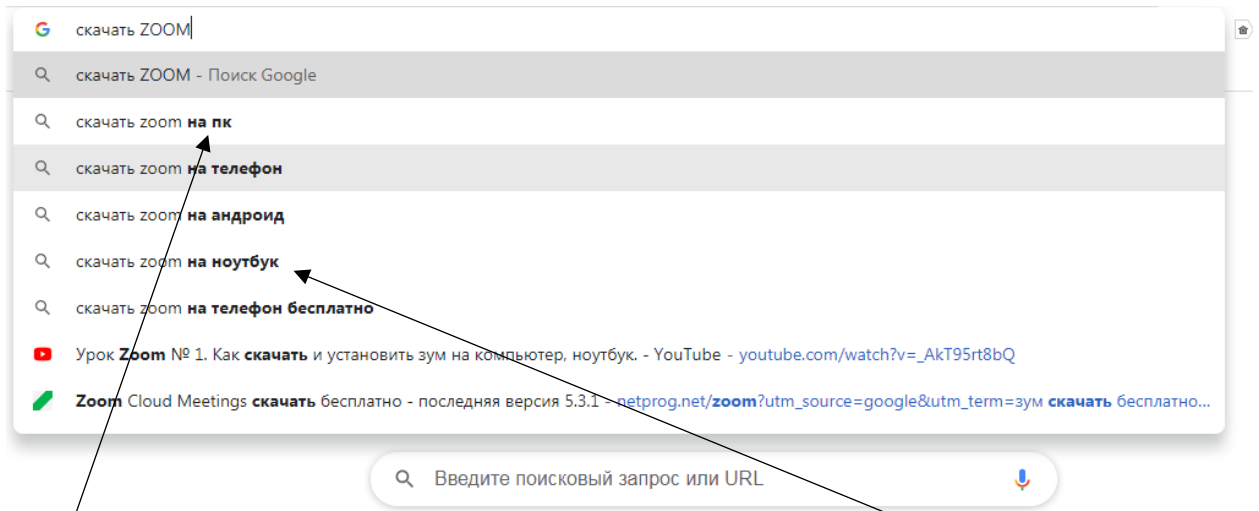 скачать ZOOM
скачать ZOOM - Поиск Google
скачать zoom на пк
скачать zoom на телефон
скачать zoom на андроид
скачать zoom на ноутбук
скачать zoom на телефон бесплатно
Урок Zoom № 1. Как скачать и установить зум на компьютер, ноутбук. - YouTube - youtube.com/watch?v=_AkT95rt8bQ
Zoom Cloud Meetings скачать бесплатно - последняя версия 5.3.1 - netprog.net/zoom?utm_source=google&utm_term=зум скачать бесплатно...
Введите поисковый запрос или URL